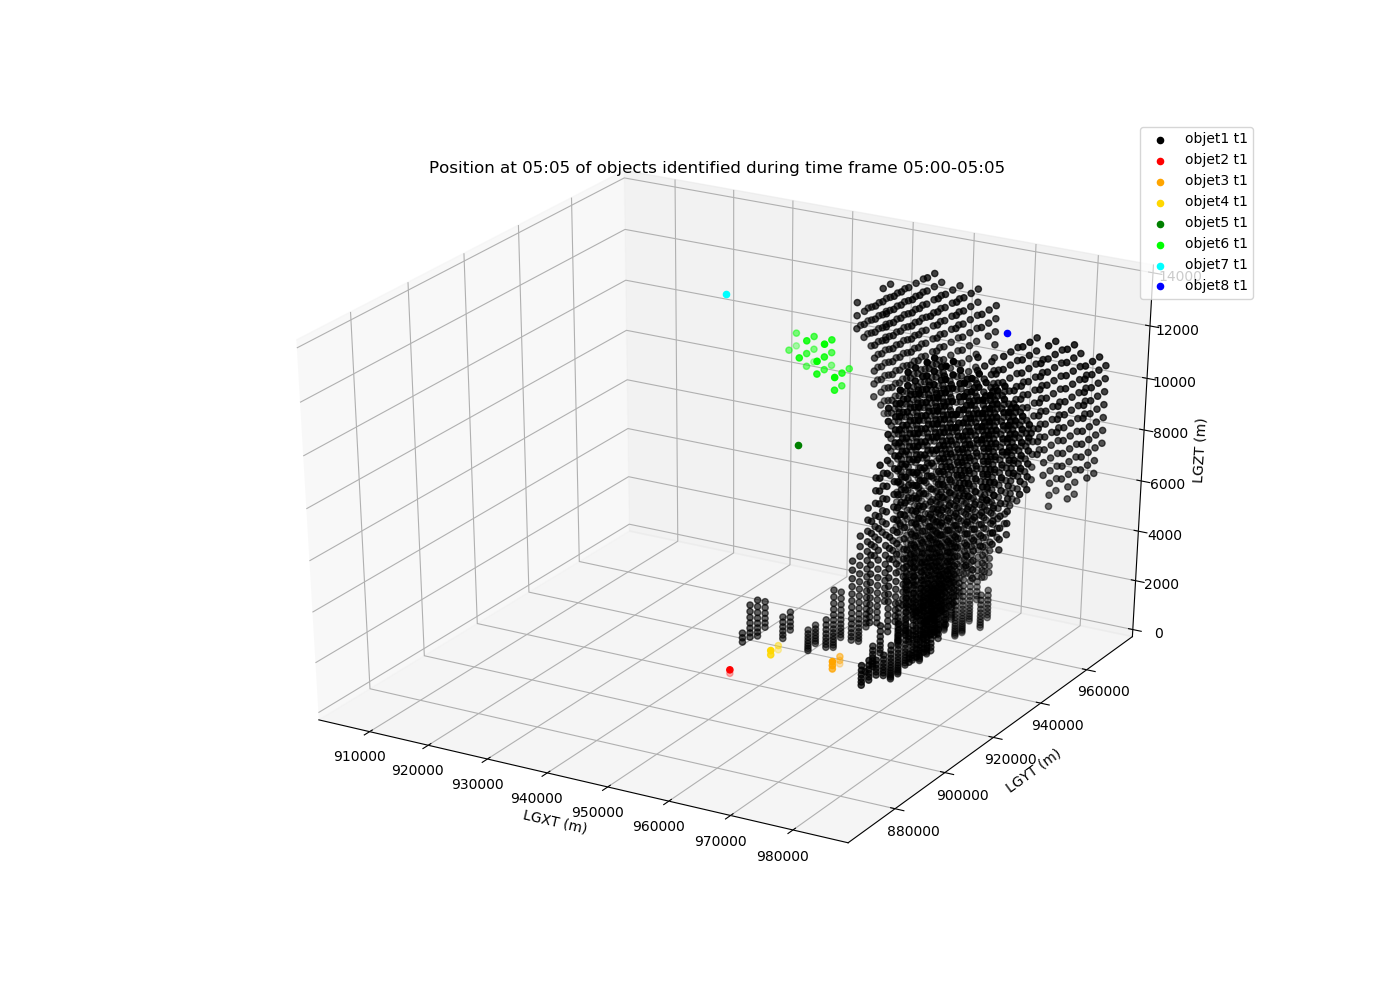 Position at 05:05 of objects identified during time frame 05:00-05:05
objet1 t1
objet2 t1
objet3 t1
objet4 t1
objet5 t1
objet6 t1
objet7 t1
objet8 t1
14000
12000
10000
8000
6000
4000
2000
0
LGZT (m)
960000
940000
920000
900000
880000
LGYT (m)
910000
920000
930000
940000
950000
960000
970000
980000
LGXT (m)